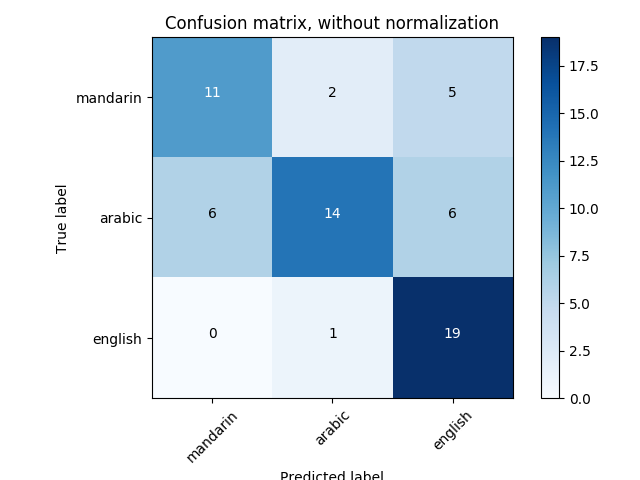 Confusion matrix, without normalization
True label
mandarin 11 2 5
arabic 6 14 6
english 0 1 19
mandarin arabic english
Predicted label
17.5
15.0
12.5
10.0
7.5
5.0
2.5
0.0